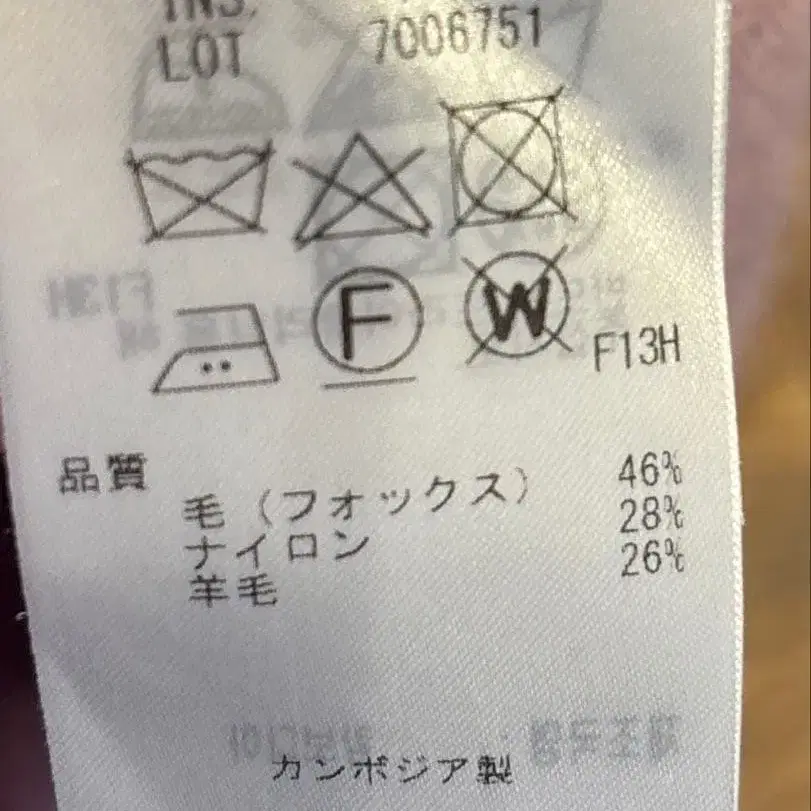 INS.
LOT 7006751
F
W
F13H
品質
毛（フォックス） 46%
ナイロン 28%
羊毛 26%
カンボジア製